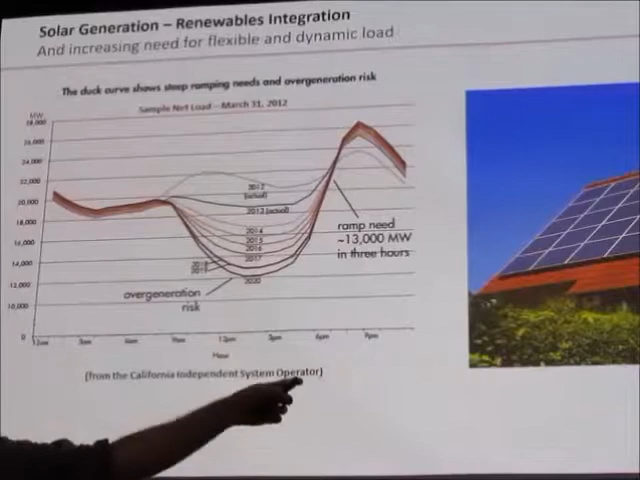 Solar Generation – Renewables Integration
And increasing need for flexible and dynamic load
The duck curve shows steep ramping needs and overgeneration risk
Sample Net Load – March 31, 2012
MW
28,000
26,000
24,000
22,000
20,000
18,000
16,000
14,000
12,000
10,000
0
2012
(actual)
2013 (actual)
2014
2015
2016
2017
2020
ramp need
~13,000 MW
in three hours
overgeneration
risk
12am
3am
6am
9am
12pm
3pm
6pm
9pm
Hour
(from the California Independent System Operator)